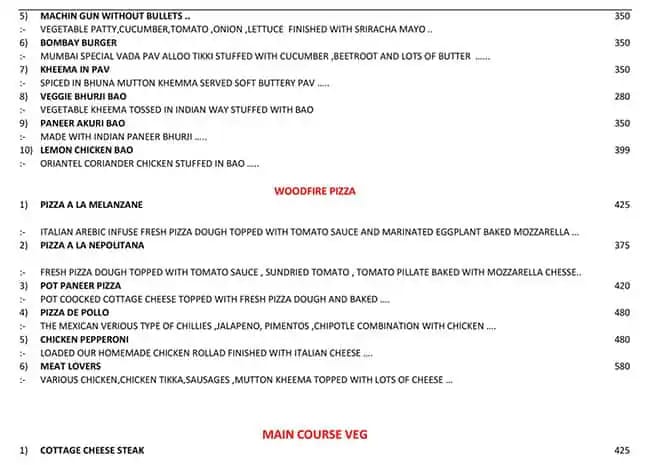 5) MACHIN GUN WITHOUT BULLETS .. 350
:- VEGETABLE PATTY,CUCUMBER,TOMATO ,ONION ,LETTUCE FINISHED WITH SRIRACHA MAYO ..
6) BOMBAY BURGER 350
:- MUMBAI SPECIAL VADA PAV ALLOO TIKKI STUFFED WITH CUCUMBER ,BEETROOT AND LOTS OF BUTTER ......
7) KHEEMA IN PAV 350
:- SPICED IN BHUNA MUTTON KHEMMA SERVED SOFT BUTTERY PAV .....
8) VEGGIE BHURJI BAO 280
:- VEGETABLE KHEEMA TOSSED IN INDIAN WAY STUFFED WITH BAO
9) PANEER AKURI BAO 350
:- MADE WITH INDIAN PANEER BHURJI .....
10) LEMON CHICKEN BAO 399
:- ORIANTEL CORIANDER CHICKEN STUFFED IN BAO .....
WOODFIRE PIZZA
1) PIZZA A LA MELANZANE 425
:- ITALIAN AREBIC INFUSE FRESH PIZZA DOUGH TOPPED WITH TOMATO SAUCE AND MARINATED EGGPLANT BAKED MOZZARELLA ...
2) PIZZA A LA NEPOLITANA 375
:- FRESH PIZZA DOUGH TOPPED WITH TOMATO SAUCE , SUNDRIED TOMATO , TOMATO PILLATE BAKED WITH MOZZARELLA CHESSE..
3) POT PANEER PIZZA 420
:- POT COOCKED COTTAGE CHEESE TOPPED WITH FRESH PIZZA DOUGH AND BAKED ....
4) PIZZA DE POLLO 480
:- THE MEXICAN VERIOUS TYPE OF CHILLIES ,JALAPENO, PIMENTOS ,CHIPOTLE COMBINATION WITH CHICKEN ....
5) CHICKEN PEPPERONI 480
:- LOADED OUR HOMEMADE CHICKEN ROLLAD FINISHED WITH ITALIAN CHEESE ....
6) MEAT LOVERS 580
:- VARIOUS CHICKEN,CHICKEN TIKKA,SAUSAGES ,MUTTON KHEEMA TOPPED WITH LOTS OF CHEESE ...
MAIN COURSE VEG
1) COTTAGE CHEESE STEAK 425